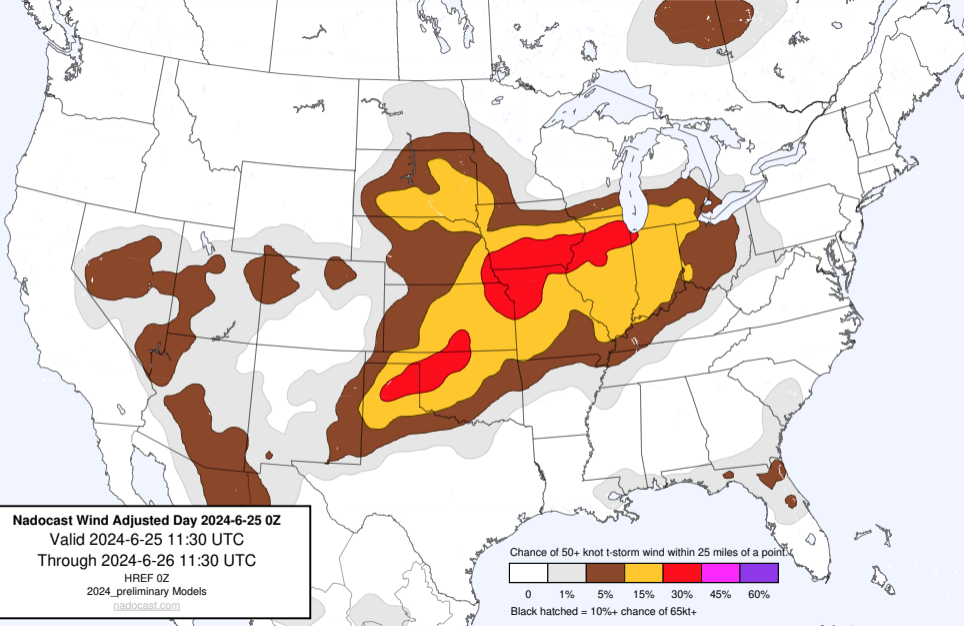 Nadocast Wind Adjusted Day 2024-6-25 0Z
Valid 2024-6-25 11:30 UTC
Through 2024-6-26 11:30 UTC
HREF 0Z
2024_preliminary Models
nadocast.com
Chance of 50+ knot t-storm wind within 25 miles of a point.
0 1% 5% 15% 30% 45% 60%
Black hatched = 10%+ chance of 65kt+